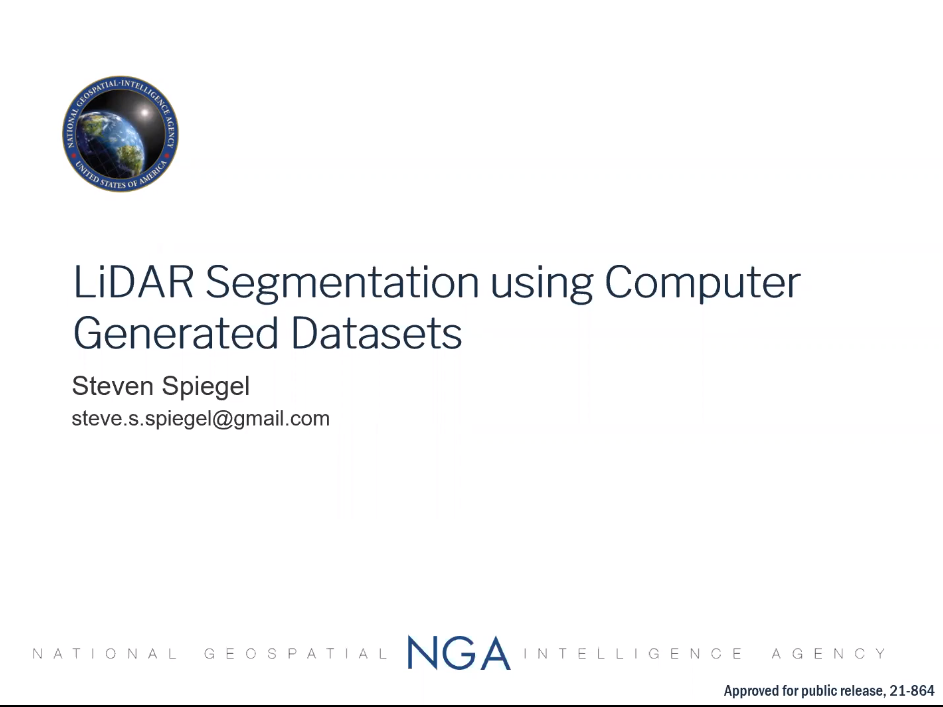 NATIONAL GEOSPATIAL-INTELLIGENCE AGENCY
UNITED STATES OF AMERICA
LiDAR Segmentation using Computer
Generated Datasets
Steven Spiegel
steve.s.spiegel@gmail.com
NATIONAL GEOSPATIAL NGA INTELLIGENCE AGENCY
Approved for public release, 21-864